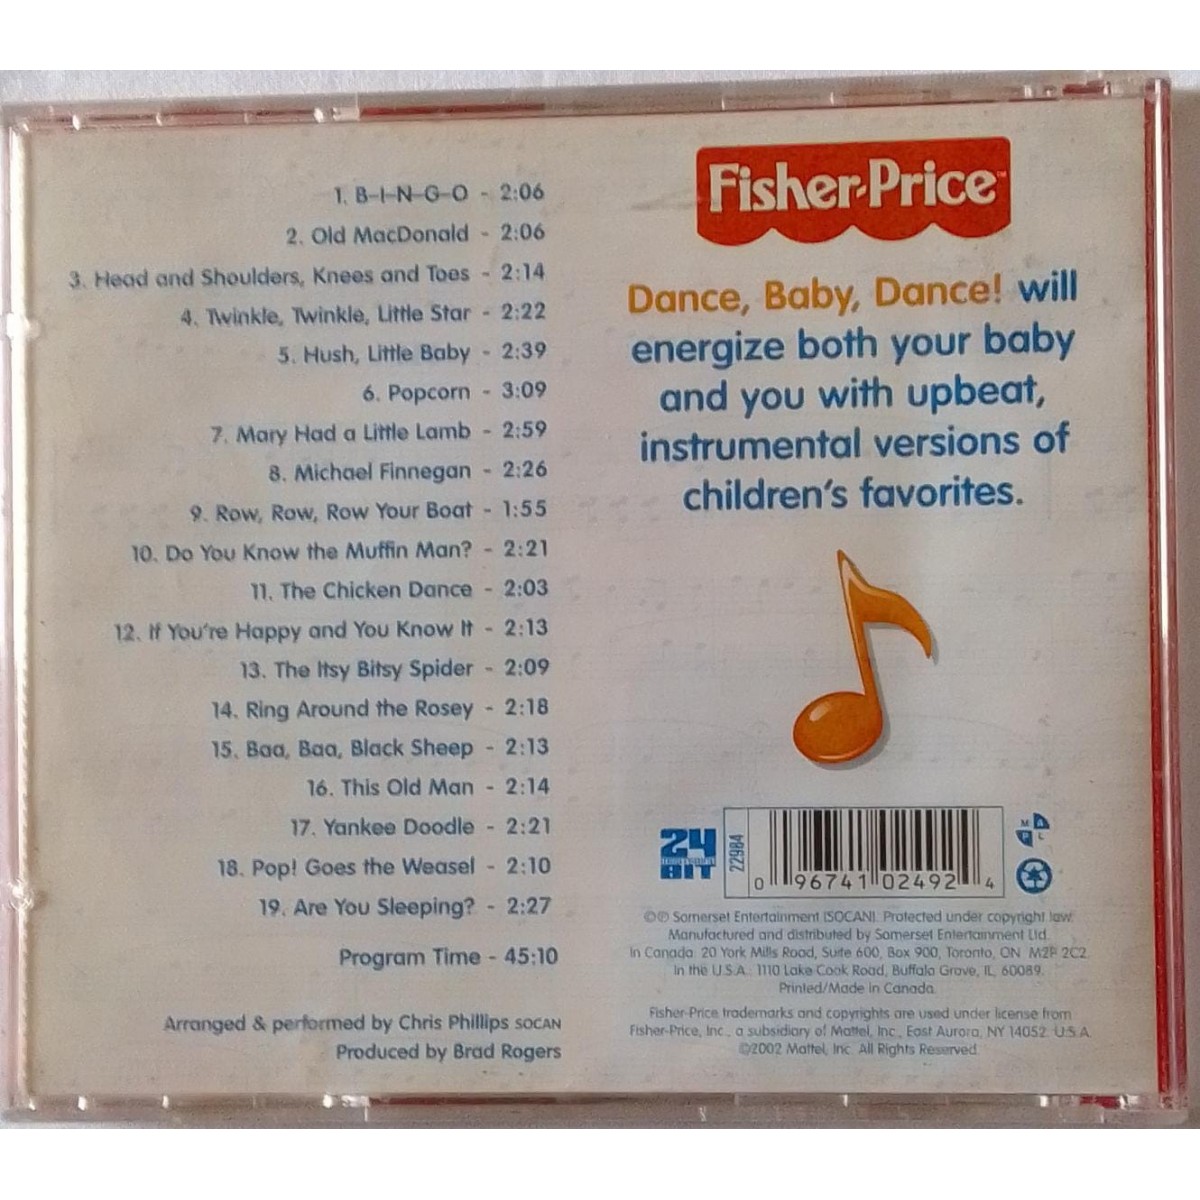 1. B-I-N-G-O - 2:06
2. Old MacDonald - 2:06
3. Head and Shoulders, Knees and Toes - 2:14
4. Twinkle, Twinkle, Little Star - 2:22
5. Hush, Little Baby - 2:39
6. Popcorn - 3:09
7. Mary Had a Little Lamb - 2:59
8. Michael Finnegan - 2:26
9. Row, Row, Row Your Boat - 1:55
10. Do You Know the Muffin Man? - 2:21
11. The Chicken Dance - 2:03
12. If You're Happy and You Know It - 2:13
13. The Itsy Bitsy Spider - 2:09
14. Ring Around the Rosey - 2:18
15. Baa, Baa, Black Sheep - 2:13
16. This Old Man - 2:14
17. Yankee Doodle - 2:21
18. Pop! Goes the Weasel - 2:10
19. Are You Sleeping? - 2:27
Program Time - 45:10
Arranged & performed by Chris Phillips SOCAN
Produced by Brad Rogers
Fisher-Price™
Dance, Baby, Dance! will
energize both your baby
and you with upbeat,
instrumental versions of
children's favorites.
24
BIT
22984
0 96741 02492 4
M A
P L
©℗ Somerset Entertainment (SOCAN). Protected under copyright law.
Manufactured and distributed by Somerset Entertainment Ltd.
In Canada: 20 York Mills Road, Suite 600, Box 900, Toronto, ON M2P 2C2
In the U.S.A.: 1110 Lake Cook Road, Buffalo Grove, IL, 60089.
Printed/Made in Canada.
Fisher-Price trademarks and copyrights are used under license from
Fisher-Price, Inc., a subsidiary of Mattel, Inc., East Aurora, NY 14052 U.S.A.
©2002 Mattel, Inc. All Rights Reserved.